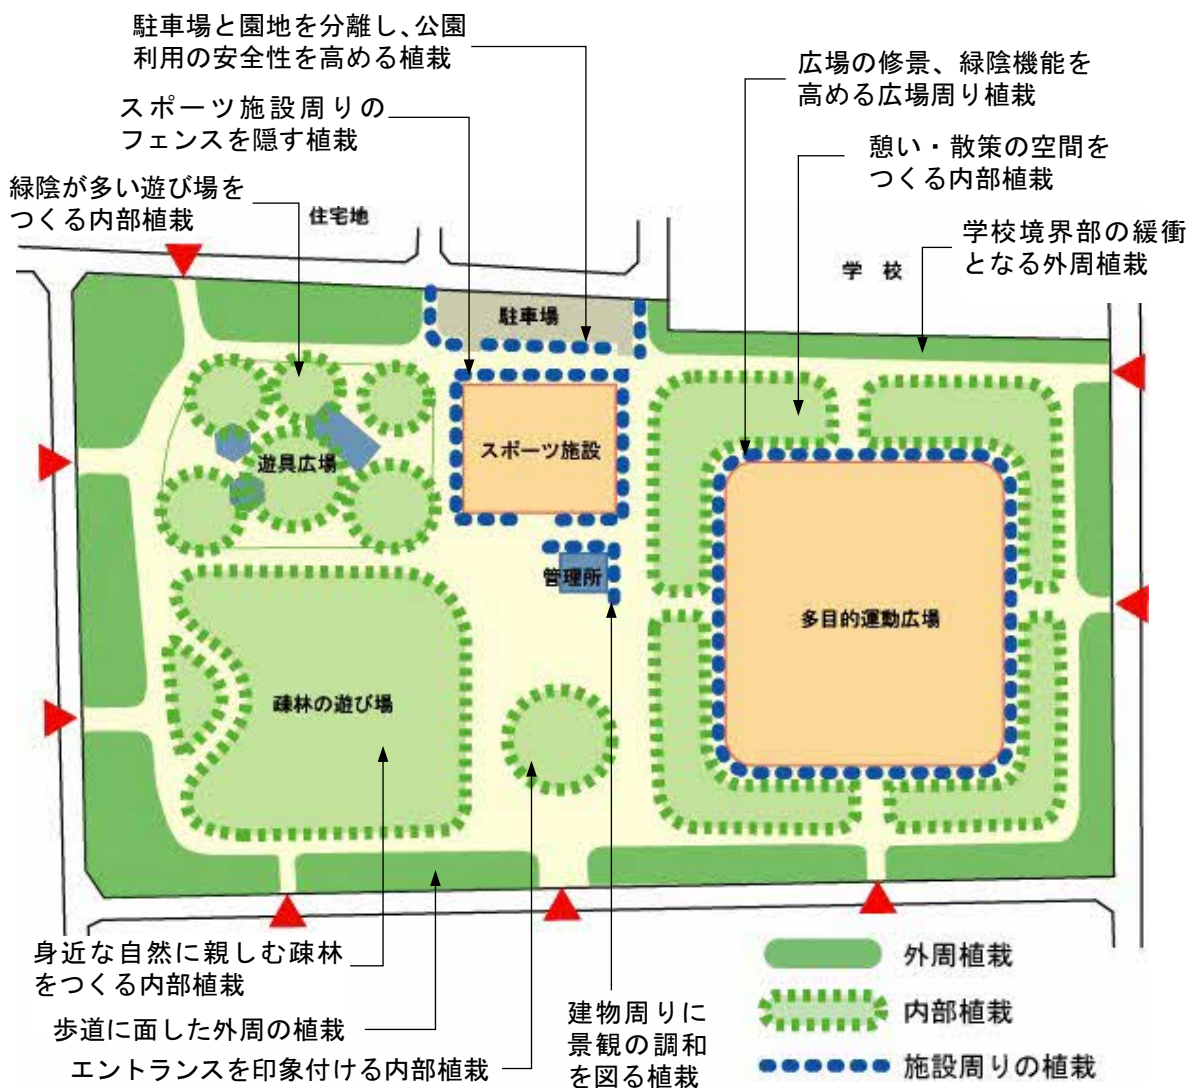 駐車場と園地を分離し、公園
利用の安全性を高める植栽
スポーツ施設周りの
フェンスを隠す植栽
緑陰が多い遊び場を
つくる内部植栽
広場の修景、緑陰機能を
高める広場周り植栽
憩い・散策の空間を
つくる内部植栽
学校境界部の緩衝
となる外周植栽
住宅地
学 校
駐車場
スポーツ施設
遊具広場
管理所
多目的運動広場
疎林の遊び場
身近な自然に親しむ疎林
をつくる内部植栽
歩道に面した外周の植栽
エントランスを印象付ける内部植栽
建物周りに
景観の調和
を図る植栽
外周植栽
内部植栽
施設周りの植栽